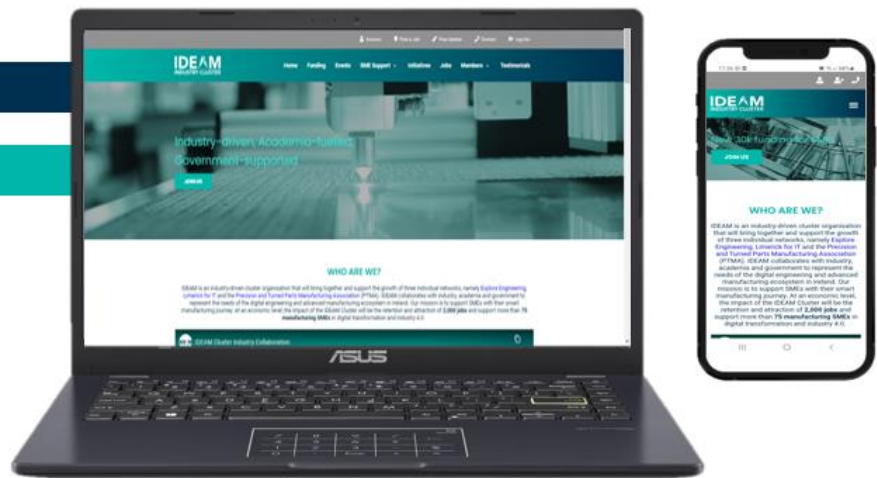 IDEAM
INDUSTRY CLUSTER
Home Funding Events SME Support Initiatives Jobs Members Testimonials
Industry-driven, Academia-fueled,
Government-supported
JOIN US
WHO ARE WE?
IDEAM is an industry-driven cluster organisation that will bring together and support the growth of three individual networks, namely Explore Engineering,
Limerick for IT and the Precision and Turned Parts Manufacturing Association (PTMA). IDEAM collaborates with industry, academia and government to
represent the needs of the digital engineering and advanced manufacturing ecosystem in Ireland. Our mission is to support SMEs with their smart
manufacturing journey. At an economic level, the impact of the IDEAM Cluster will be the retention and attraction of 2,000 jobs and support more than 75
manufacturing SMEs in digital transformation and industry 4.0.
IDEAM Cluster Industry Collaboration
ASUS
IDEAM
INDUSTRY CLUSTER
JOIN US
WHO ARE WE?
IDEAM is an industry-driven cluster organisation
that will bring together and support the growth
of three individual networks, namely Explore
Engineering, Limerick for IT and the Precision
and Turned Parts Manufacturing Association
(PTMA). IDEAM collaborates with industry,
academia and government to represent the
needs of the digital engineering and advanced
manufacturing ecosystem in Ireland. Our
mission is to support SMEs with their smart
manufacturing journey. At an economic level,
the impact of the IDEAM Cluster will be the
retention and attraction of 2,000 jobs and
support more than 75 manufacturing SMEs in
digital transformation and industry 4.0.